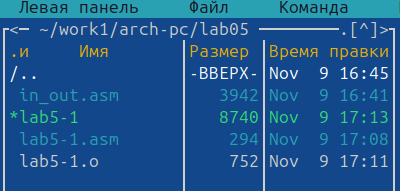 Левая панель Файл Команда
<— ~/work1/arch-pc/lab05 .[^]>
.и Имя Размер Время правки
/.. -ВВЕРХ- Nov 9 16:45
in_out.asm 3942 Nov 9 16:41
*lab5-1 8740 Nov 9 17:13
lab5-1.asm 294 Nov 9 17:08
lab5-1.o 752 Nov 9 17:11